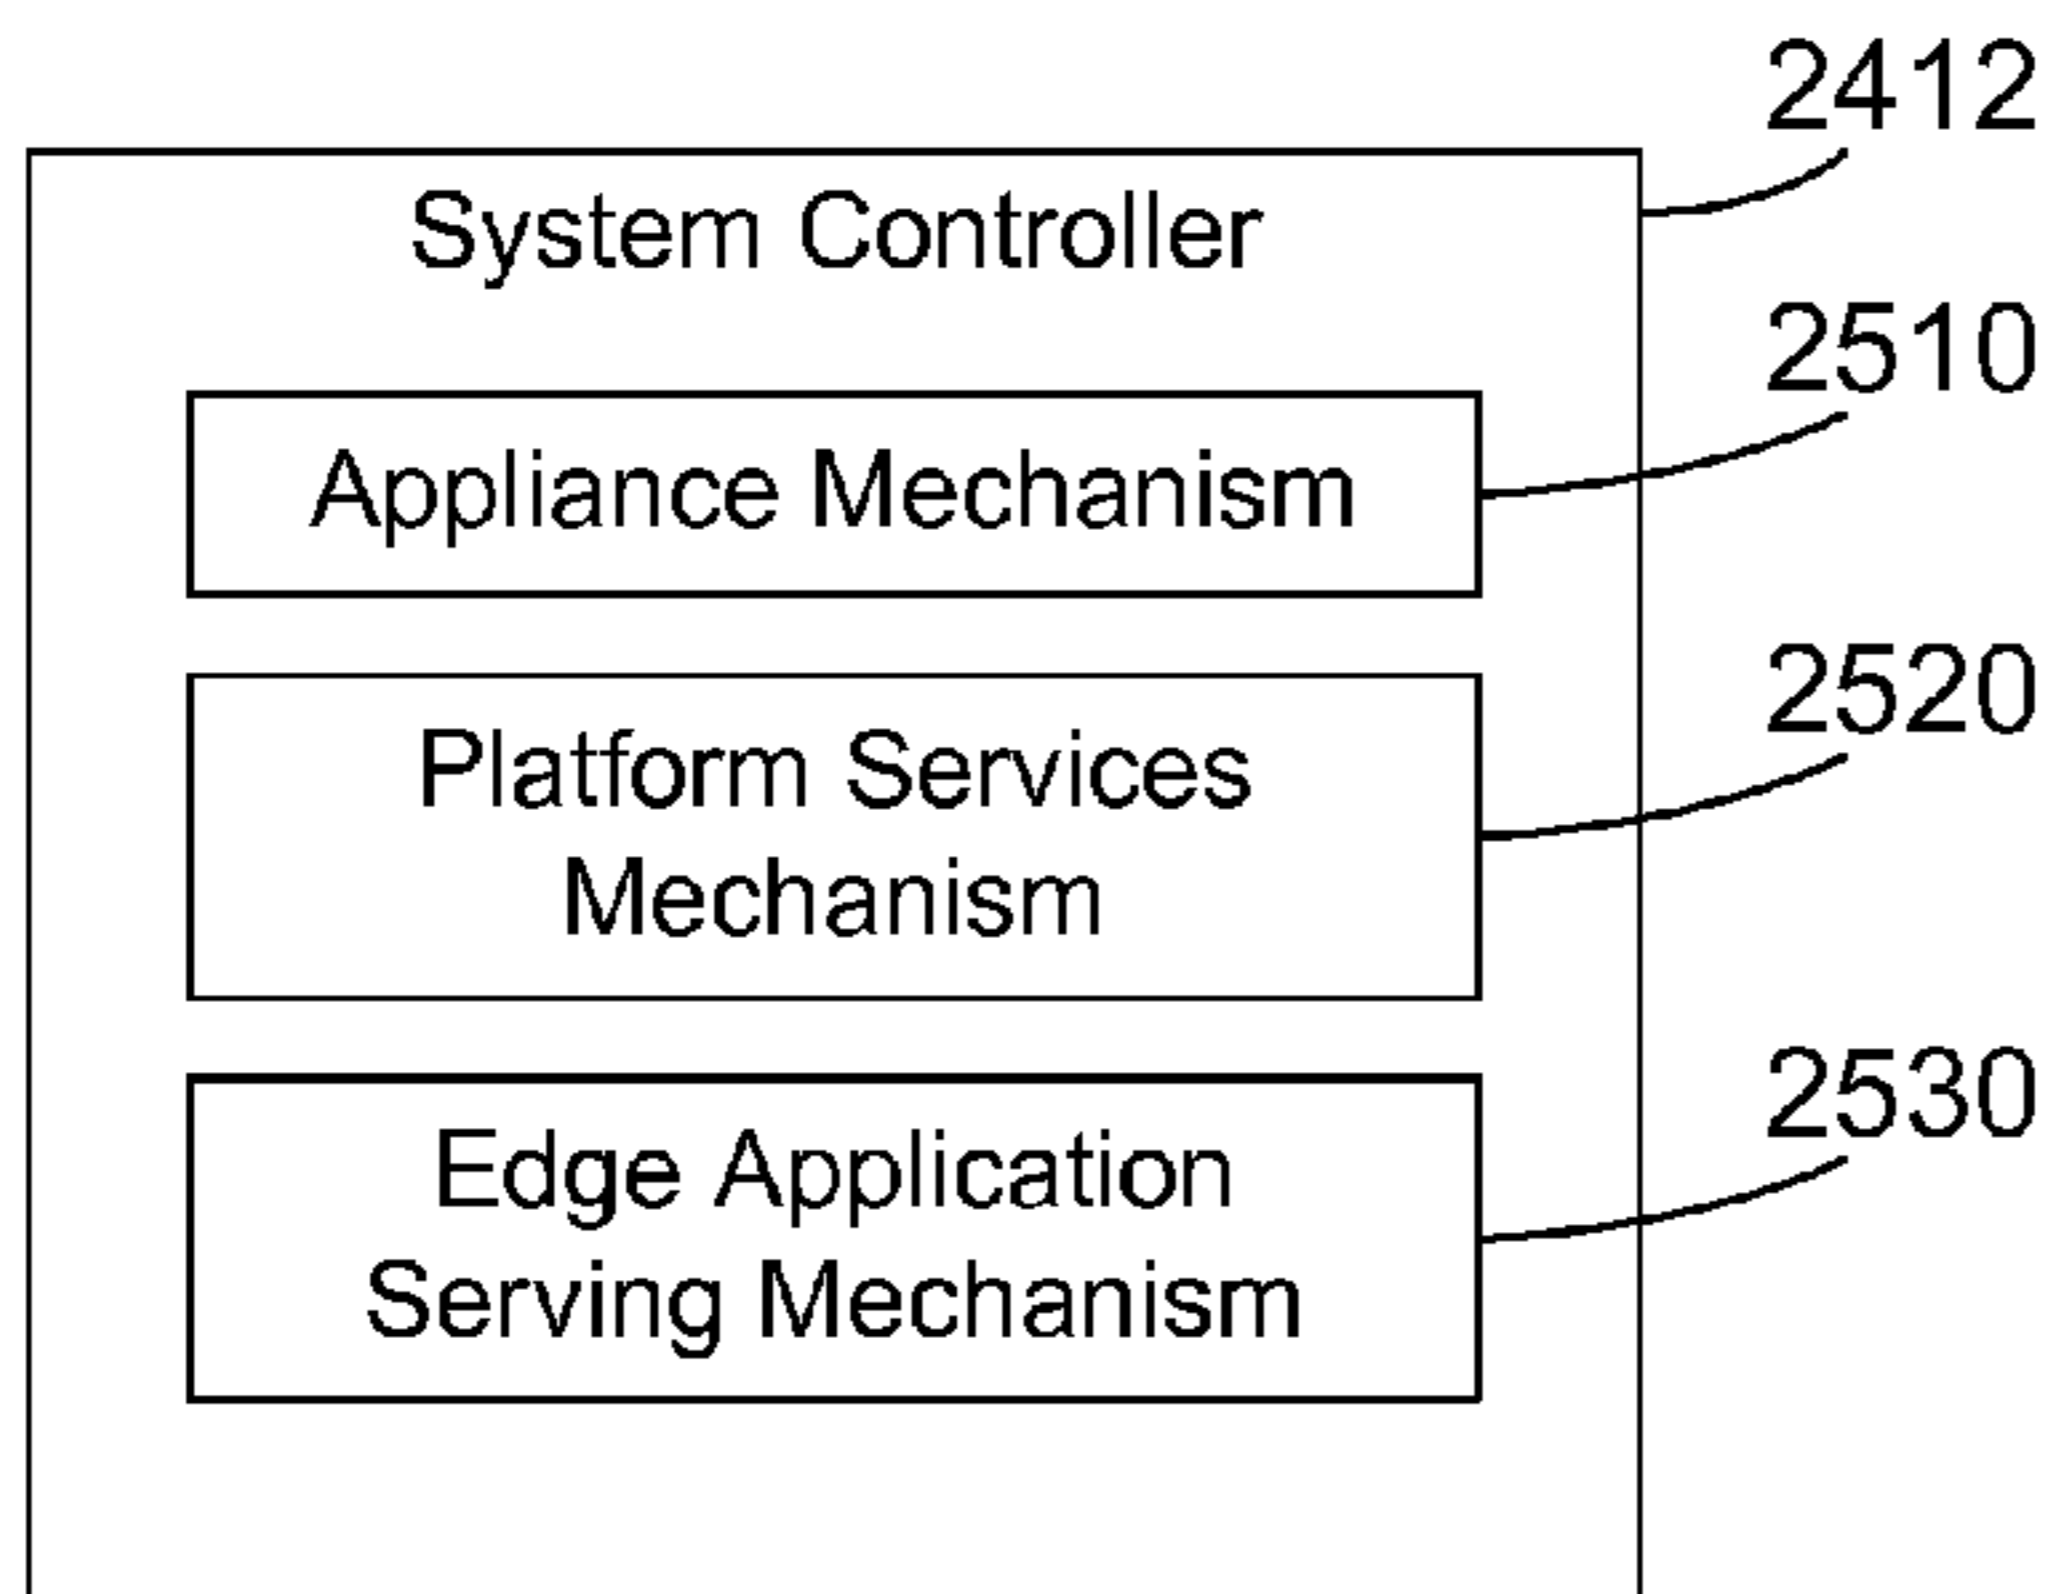 2412
System Controller
2510
Appliance Mechanism
2520
Platform Services
Mechanism
2530
Edge Application
Serving Mechanism